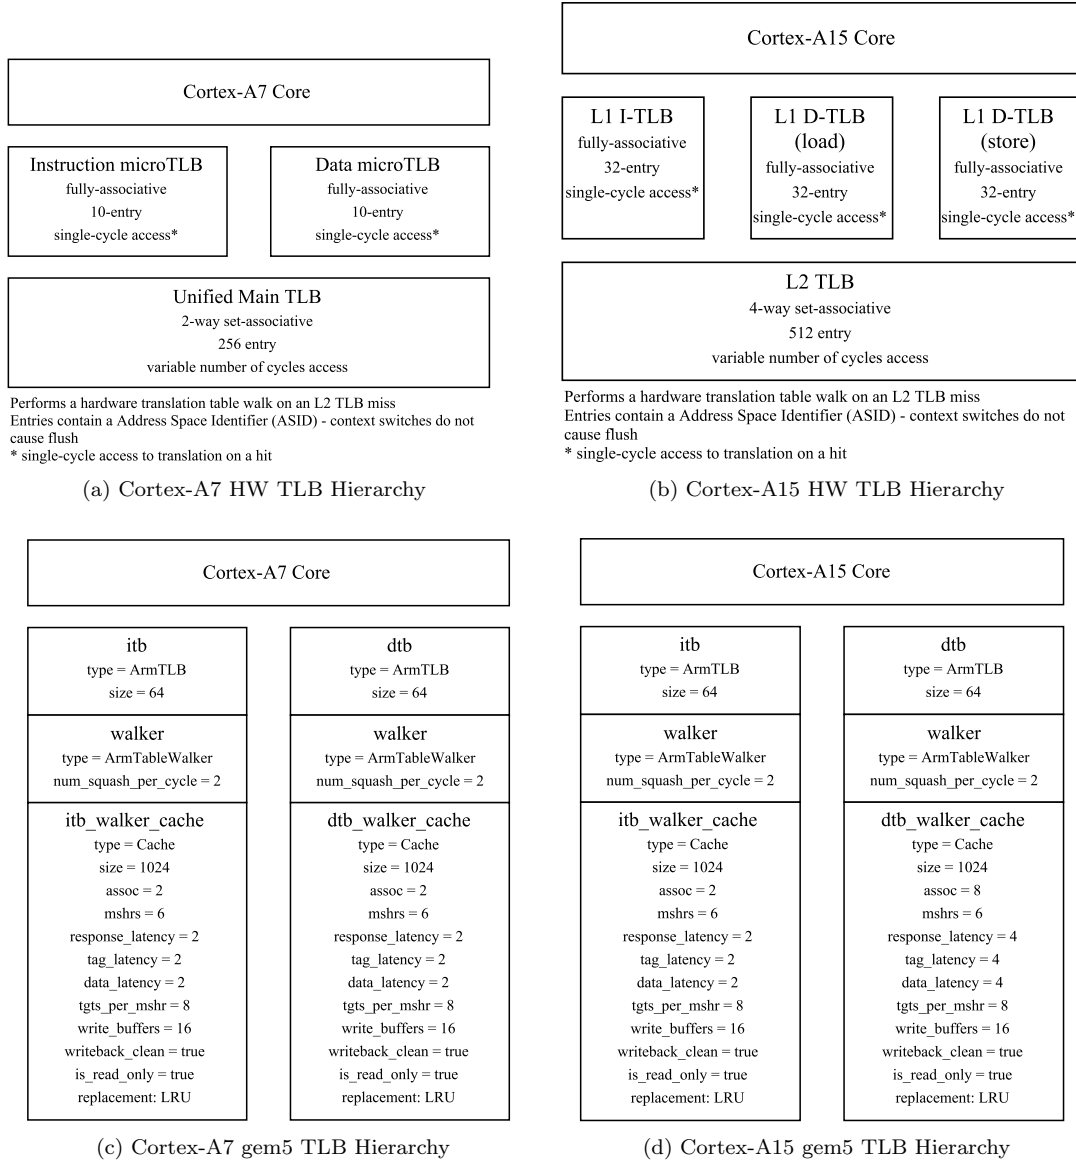 Cortex-A7 Core
Instruction microTLB
fully-associative
10-entry
single-cycle access*
Data microTLB
fully-associative
10-entry
single-cycle access*
Unified Main TLB
2-way set-associative
256 entry
variable number of cycles access
Performs a hardware translation table walk on an L2 TLB miss
Entries contain a Address Space Identifier (ASID) - context switches do not
cause flush
* single-cycle access to translation on a hit
(a) Cortex-A7 HW TLB Hierarchy
Cortex-A15 Core
L1 I-TLB
fully-associative
32-entry
single-cycle access*
L1 D-TLB
(load)
fully-associative
32-entry
single-cycle access*
L1 D-TLB
(store)
fully-associative
32-entry
single-cycle access*
L2 TLB
4-way set-associative
512 entry
variable number of cycles access
Performs a hardware translation table walk on an L2 TLB miss
Entries contain a Address Space Identifier (ASID) - context switches do not
cause flush
* single-cycle access to translation on a hit
(b) Cortex-A15 HW TLB Hierarchy
Cortex-A7 Core
itb
type = ArmTLB
size = 64
walker
type = ArmTableWalker
num_squash_per_cycle = 2
itb_walker_cache
type = Cache
size = 1024
assoc = 2
mshrs = 6
response_latency = 2
tag_latency = 2
data_latency = 2
tgts_per_mshr = 8
write_buffers = 16
writeback_clean = true
is_read_only = true
replacement: LRU
dtb
type = ArmTLB
size = 64
walker
type = ArmTableWalker
num_squash_per_cycle = 2
dtb_walker_cache
type = Cache
size = 1024
assoc = 2
mshrs = 6
response_latency = 2
tag_latency = 2
data_latency = 2
tgts_per_mshr = 8
write_buffers = 16
writeback_clean = true
is_read_only = true
replacement: LRU
(c) Cortex-A7 gem5 TLB Hierarchy
Cortex-A15 Core
itb
type = ArmTLB
size = 64
walker
type = ArmTableWalker
num_squash_per_cycle = 2
itb_walker_cache
type = Cache
size = 1024
assoc = 2
mshrs = 6
response_latency = 2
tag_latency = 2
data_latency = 2
tgts_per_mshr = 8
write_buffers = 16
writeback_clean = true
is_read_only = true
replacement: LRU
dtb
type = ArmTLB
size = 64
walker
type = ArmTableWalker
num_squash_per_cycle = 2
dtb_walker_cache
type = Cache
size = 1024
assoc = 8
mshrs = 6
response_latency = 4
tag_latency = 4
data_latency = 4
tgts_per_mshr = 8
write_buffers = 16
writeback_clean = true
is_read_only = true
replacement: LRU
(d) Cortex-A15 gem5 TLB Hierarchy